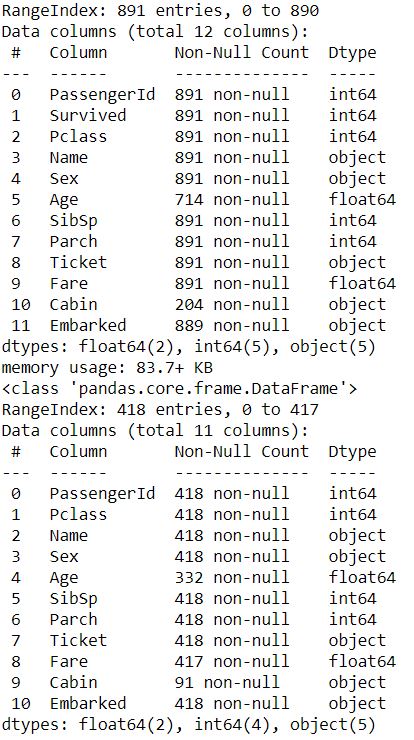 RangeIndex: 891 entries, 0 to 890
Data columns (total 12 columns):
 #   Column       Non-Null Count  Dtype
---  ------       --------------  -----
 0   PassengerId  891 non-null    int64
 1   Survived     891 non-null    int64
 2   Pclass       891 non-null    int64
 3   Name         891 non-null    object
 4   Sex          891 non-null    object
 5   Age          714 non-null    float64
 6   SibSp        891 non-null    int64
 7   Parch        891 non-null    int64
 8   Ticket       891 non-null    object
 9   Fare         891 non-null    float64
 10  Cabin        204 non-null    object
 11  Embarked     889 non-null    object
dtypes: float64(2), int64(5), object(5)
memory usage: 83.7+ KB
<class 'pandas.core.frame.DataFrame'>
RangeIndex: 418 entries, 0 to 417
Data columns (total 11 columns):
 #   Column       Non-Null Count  Dtype
---  ------       --------------  -----
 0   PassengerId  418 non-null    int64
 1   Pclass       418 non-null    int64
 2   Name         418 non-null    object
 3   Sex          418 non-null    object
 4   Age          332 non-null    float64
 5   SibSp        418 non-null    int64
 6   Parch        418 non-null    int64
 7   Ticket       418 non-null    object
 8   Fare         417 non-null    float64
 9   Cabin        91 non-null     object
 10  Embarked     418 non-null    object
dtypes: float64(2), int64(4), object(5)